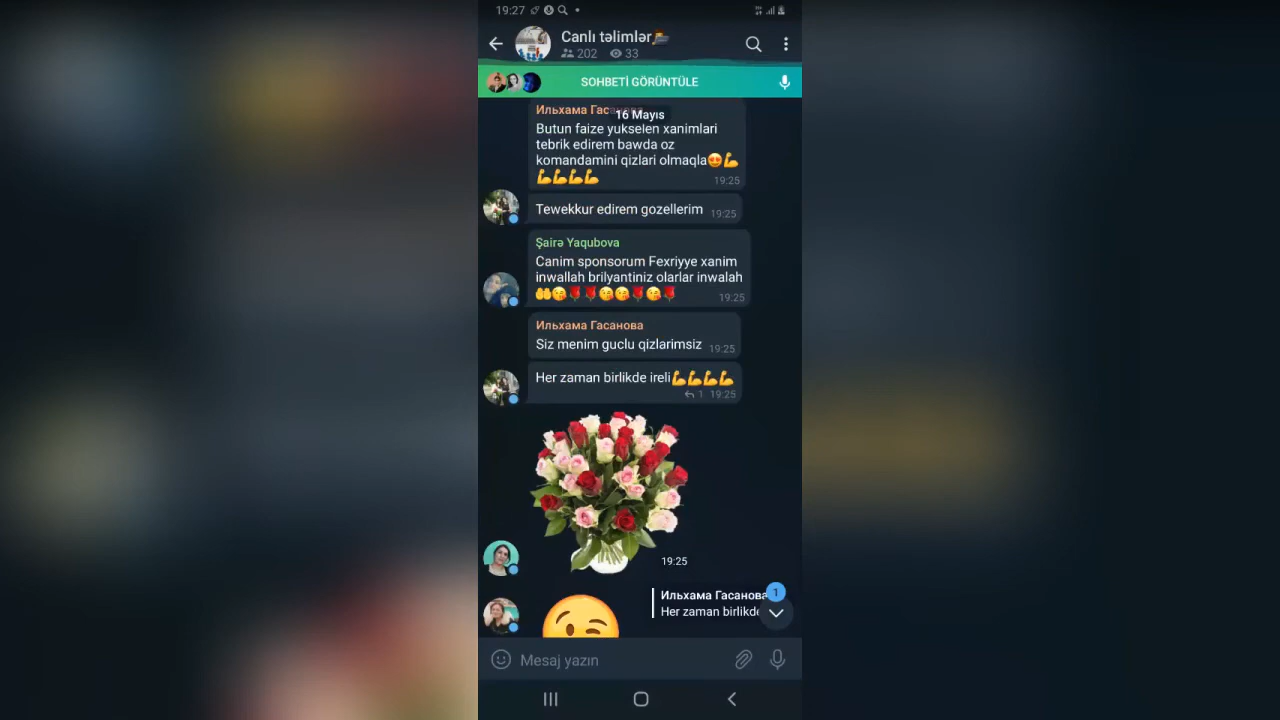 19:27
Canlı təlimlər
202 33
SOHBETİ GÖRÜNTÜLE
16 Mayıs
Ильхама Гасанова
Butun faize yukselen xanimlari
tebrik edirem bawda oz
komandamini qizlari olmaqla😍💪
💪💪💪💪
19:25
Tewekkur edirem gozellerim 19:25
Şairə Yaqubova
Canim sponsorum Fexriyye xanim
inwallah brilyantiniz olarlar inwalah
🤲😘🌹🌹😘😘🌹😘🌹 19:25
Ильхама Гасанова
Siz menim guclu qizlarimsiz 19:25
Her zaman birlikde ireli💪💪💪💪
1 19:25
19:25
Ильхама Гасанова 1
Her zaman birlikde
Mesaj yazın